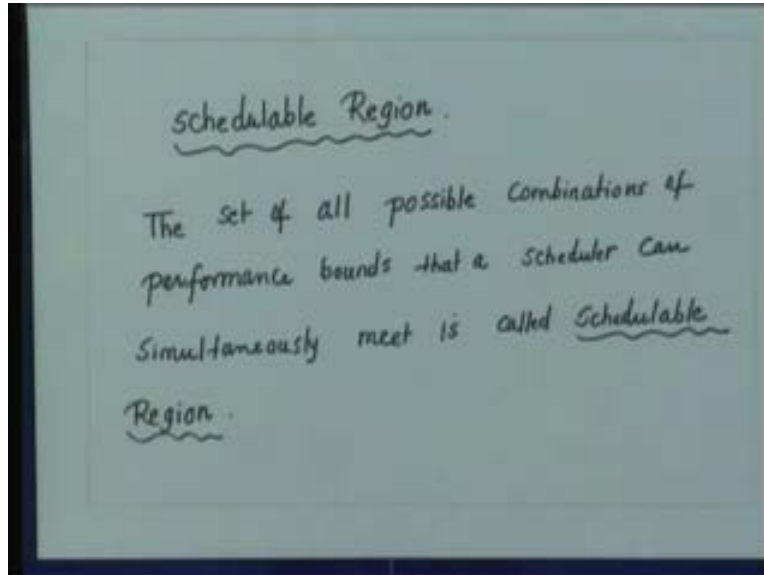 Schedulable Region.
The set of all possible Combinations of
performance bounds that a scheduler can
Simultaneously meet is called Schedulable
Region.